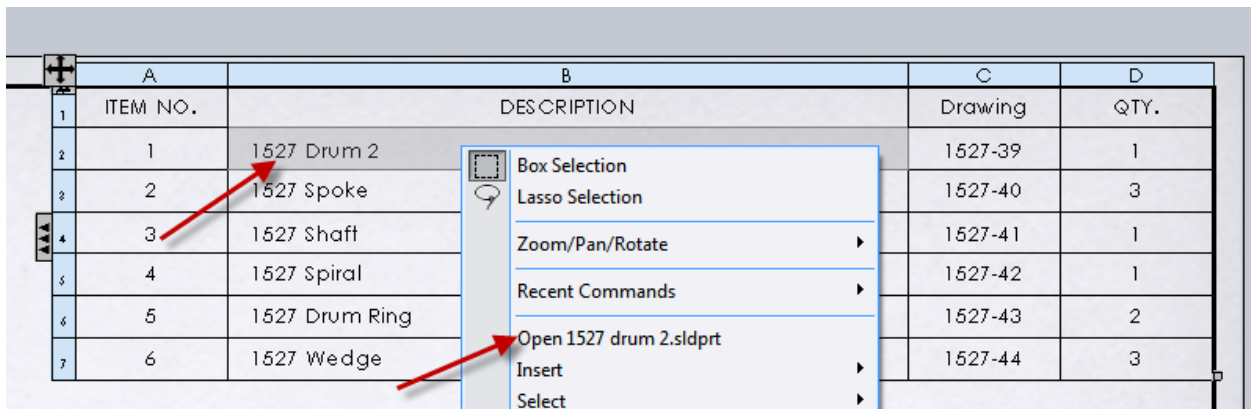 A B C D
1 ITEM NO. DESCRIPTION Drawing QTY.
2 1 1527 Drum 2 1527-39 1
Box Selection
3 2 1527 Spoke 1527-40 3
Lasso Selection
4 3 1527 Shaft 1527-41 1
Zoom/Pan/Rotate
5 4 1527 Spiral 1527-42 1
Recent Commands
6 5 1527 Drum Ring 1527-43 2
Open 1527 drum 2.sldprt
7 6 1527 Wedge 1527-44 3
Insert
Select